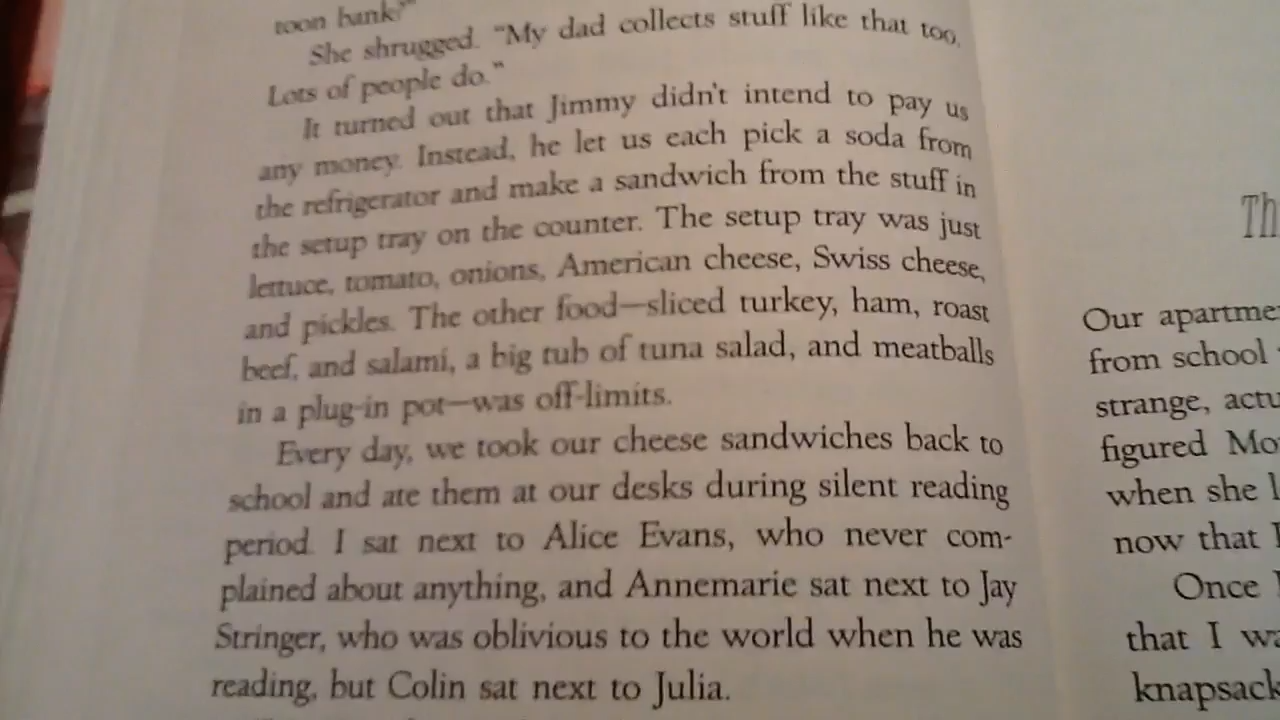 toon bank?"
She shrugged. "My dad collects stuff like that too.
Lots of people do."
It turned out that Jimmy didn't intend to pay us
any money. Instead, he let us each pick a soda from
the refrigerator and make a sandwich from the stuff in
the setup tray on the counter. The setup tray was just
lettuce, tomato, onions, American cheese, Swiss cheese,
and pickles. The other food—sliced turkey, ham, roast
beef, and salami, a big tub of tuna salad, and meatballs
in a plug-in pot—was off-limits.
Every day, we took our cheese sandwiches back to
school and ate them at our desks during silent reading
period. I sat next to Alice Evans, who never com-
plained about anything, and Annemarie sat next to Jay
Stringer, who was oblivious to the world when he was
reading, but Colin sat next to Julia.
Th
Our apartme
from school
strange, actu
figured Mo
when she l
now that I
Once I
that I wa
knapsack